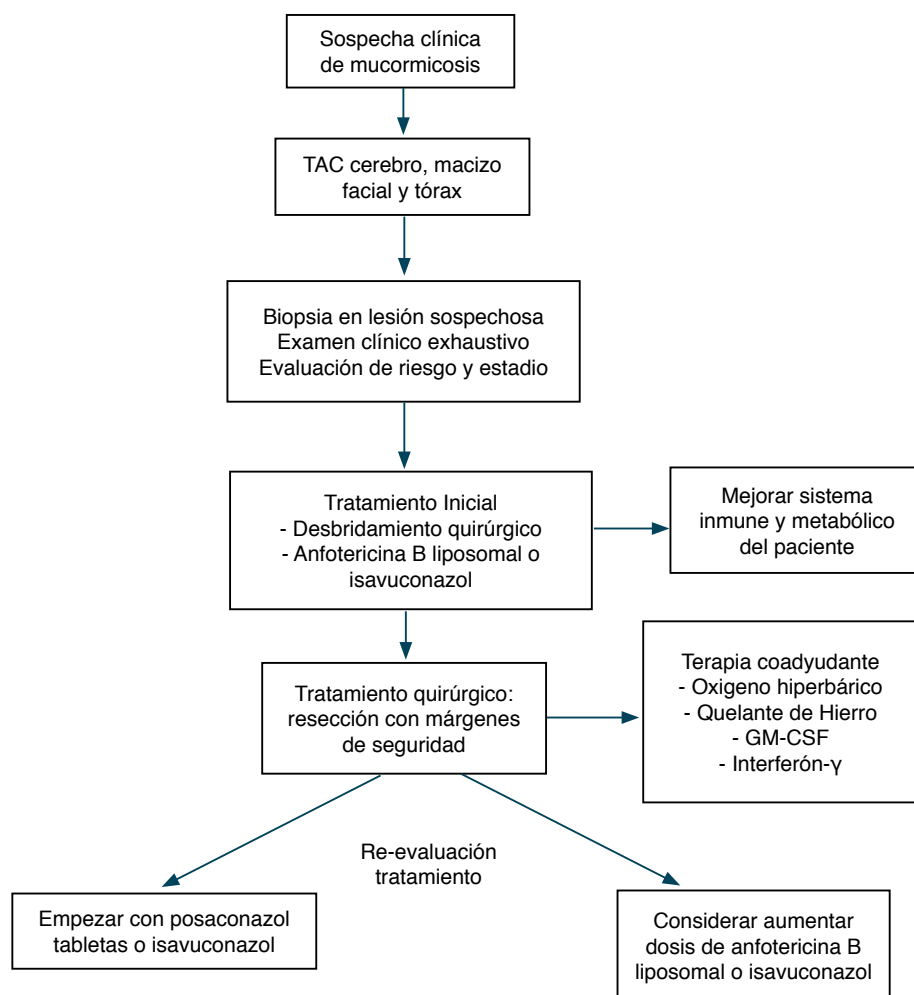 Sospecha clínica
de mucormicosis
TAC cerebro, macizo
facial y tórax
Biopsia en lesión sospechosa
Examen clínico exhaustivo
Evaluación de riesgo y estadio
Tratamiento Inicial
- Desbridamiento quirúrgico
- Anfotericina B liposomal o
isavuconazol
Mejorar sistema
inmune y metabólico
del paciente
Tratamiento quirúrgico:
resección con márgenes
de seguridad
Terapia coadyudante
- Oxigeno hiperbárico
- Quelante de Hierro
- GM-CSF
- Interferón-γ
Re-evaluación
tratamiento
Empezar con posaconazol
tabletas o isavuconazol
Considerar aumentar
dosis de anfotericina B
liposomal o isavuconazol